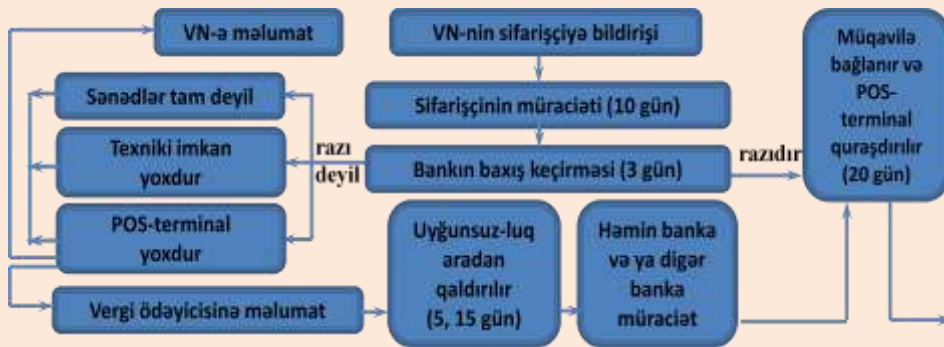 VN-ə məlumat
VN-nin sifarişçiyə bildirişi
Müqavilə
bağlanır və
POS-
terminal
quraşdırılır
(20 gün)
Sənədlər tam deyil
Sifarişçinin müraciəti (10 gün)
Texniki imkan
yoxdur
razı
deyil
Bankın baxış keçirməsi (3 gün)
razıdır
POS-terminal
yoxdur
Uyğunsuz-luq
aradan
qaldırılır
(5, 15 gün)
Həmin banka
və ya digər
banka
müraciət
Vergi ödəyicisinə məlumat